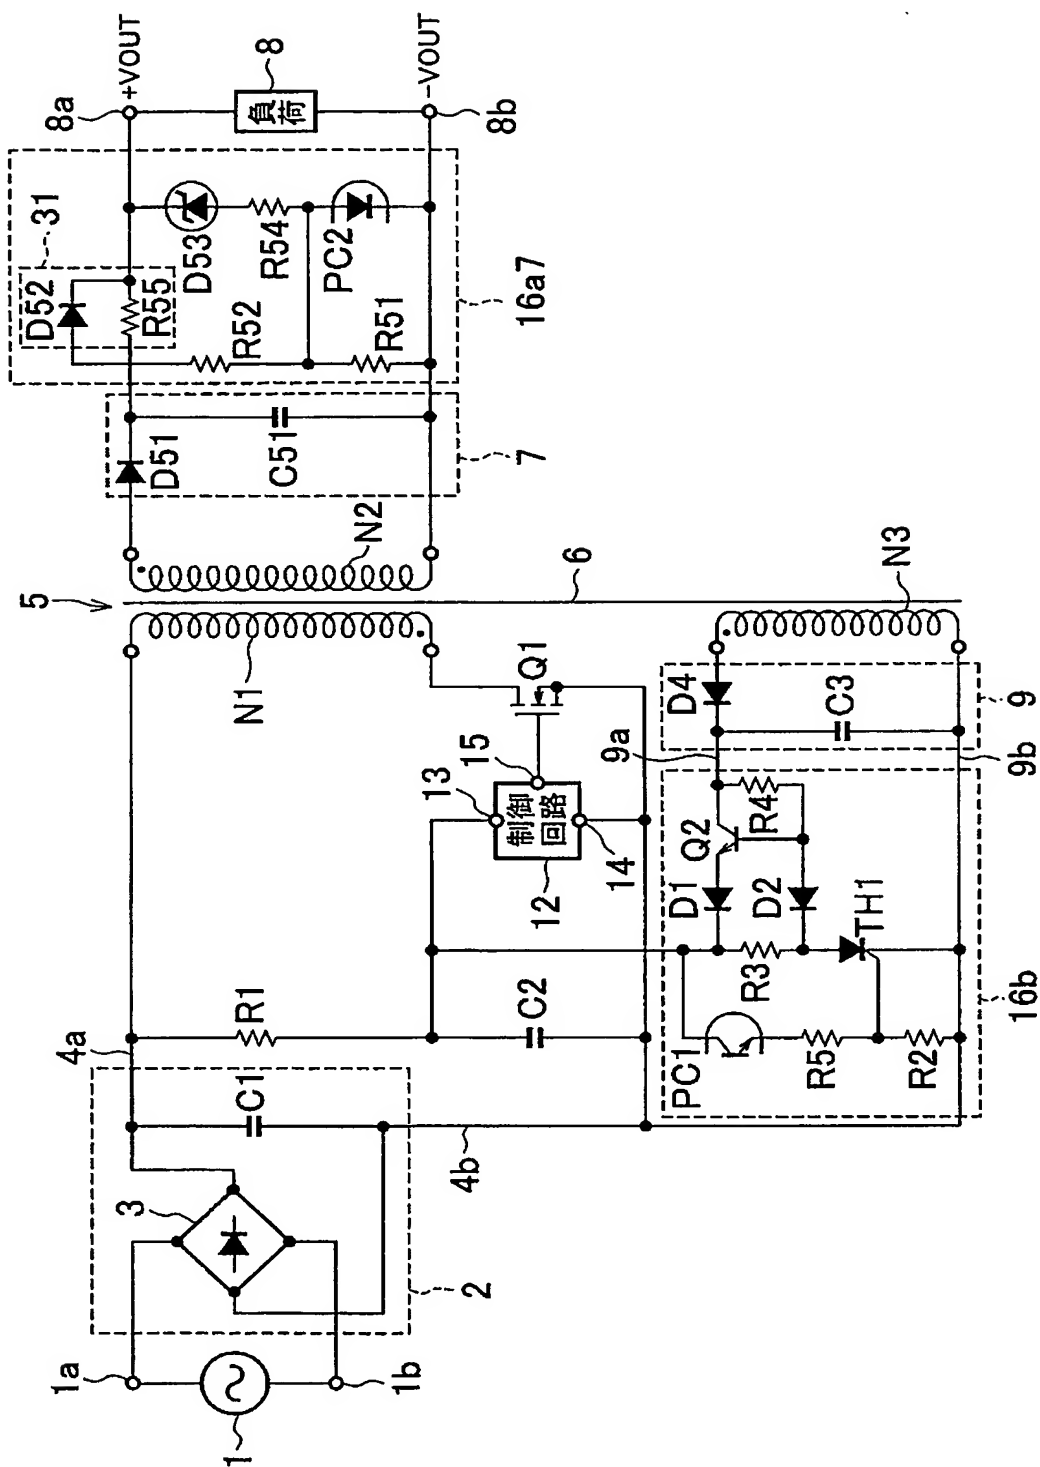 1
1a
1b
2
3
C1
4a
4b
R1
C2
5
N1
N2
6
N3
Q1
12
13
14
15
制御
回路
D51
C51
7
31
D52
R55
R52
R51
D53
R54
PC2
16a7
8a
+VOUT
8
負荷
8b
−VOUT
D4
C3
9
9a
9b
Q2
R4
D1
D2
R3
TH1
PC1
R5
R2
16b